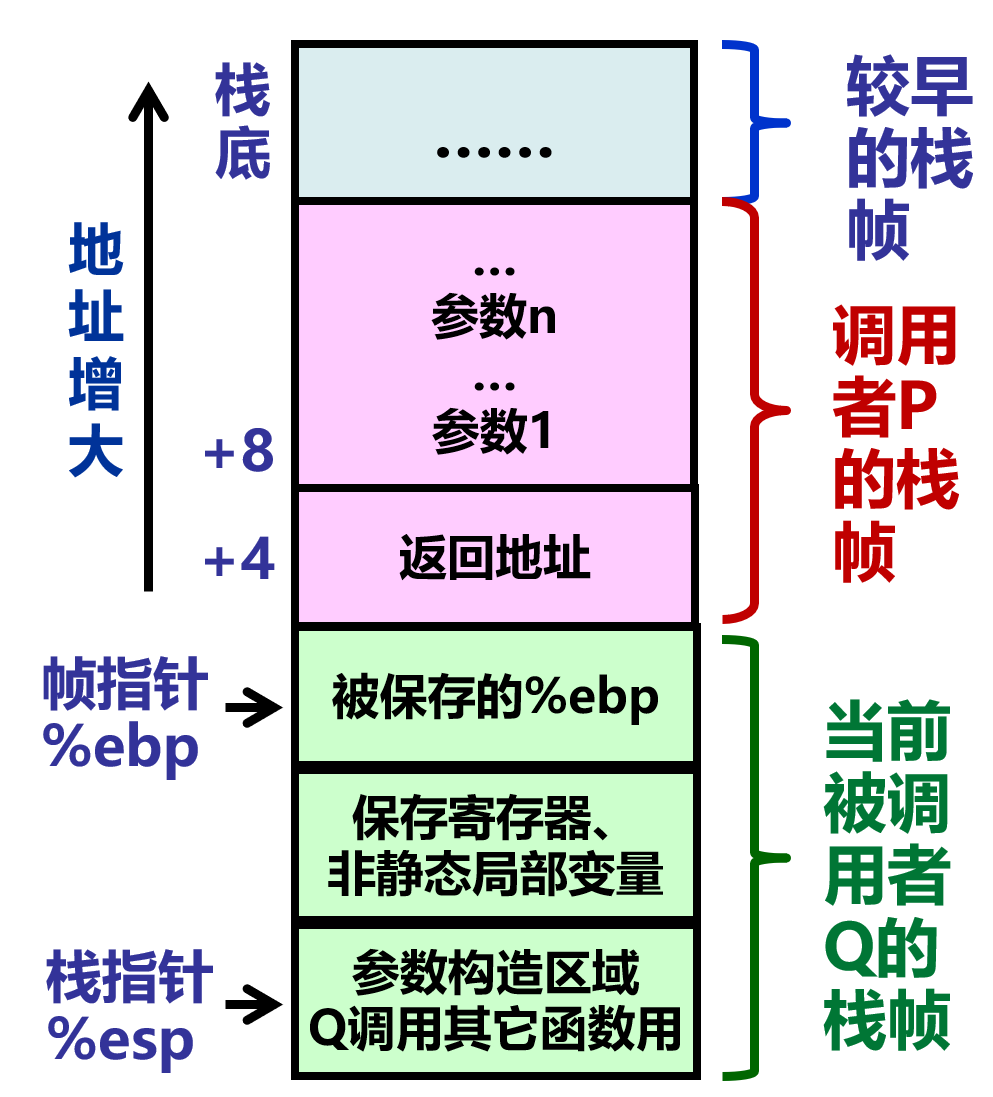 栈
底
......
较早
的栈
帧
地
址
增
大
...
参数n
...
参数1
+8
调用
者P
的栈
帧
+4
返回地址
帧指针
%ebp
被保存的%ebp
保存寄存器、
非静态局部变量
当前
被调
用者
Q的
栈帧
栈指针
%esp
参数构造区域
Q调用其它函数用